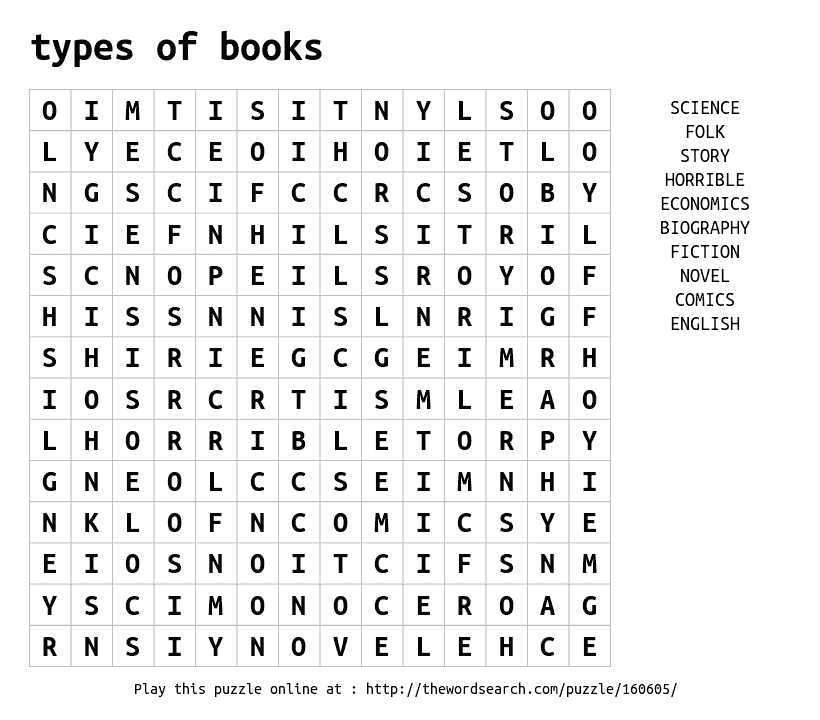 types of books
O I M T I S I T N Y L S O O
L Y E C E O I H O I E T L O
N G S C I F C C R C S O B Y
C I E F N H I L S I T R I L
S C N O P E I L S R O Y O F
H I S S N N I S L N R I G F
S H I R I E G C G E I M R H
I O S R C R T I S M L E A O
L H O R R I B L E T O R P Y
G N E O L C C S E I M N H I
N K L O F N C O M I C S Y E
E I O S N O I T C I F S N M
Y S C I M O N O C E R O A G
R N S I Y N O V E L E H C E
SCIENCE
FOLK
STORY
HORRIBLE
ECONOMICS
BIOGRAPHY
FICTION
NOVEL
COMICS
ENGLISH
Play this puzzle online at : http://thewordsearch.com/puzzle/160605/